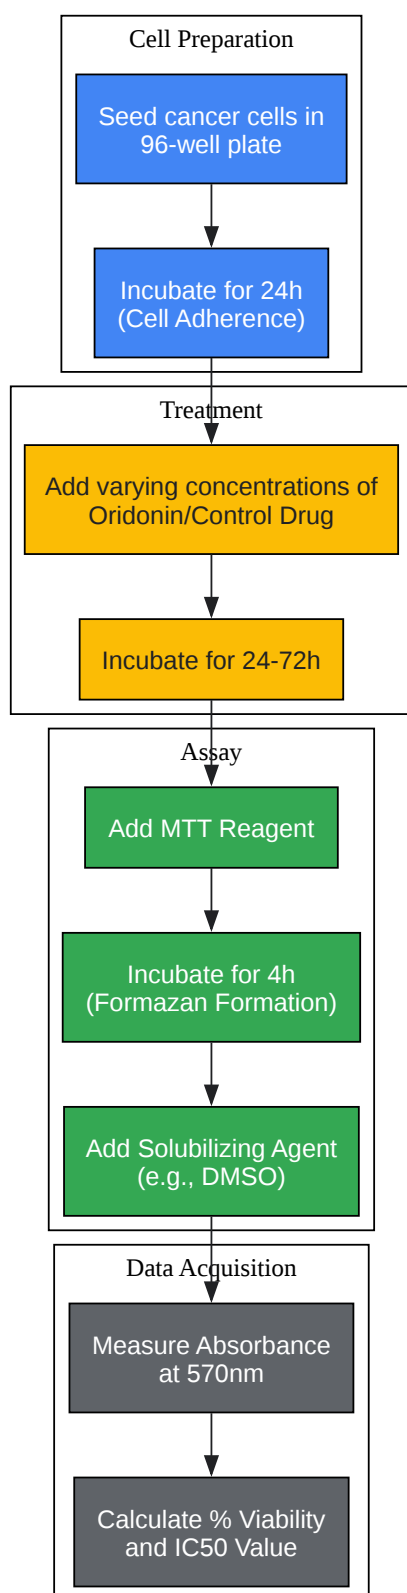 Cell Preparation
Seed cancer cells in
96-well plate
Incubate for 24h
(Cell Adherence)
Treatment
Add varying concentrations of
Oridonin/Control Drug
Incubate for 24-72h
Assay
Add MTT Reagent
Incubate for 4h
(Formazan Formation)
Add Solubilizing Agent
(e.g., DMSO)
Data Acquisition
Measure Absorbance
at 570nm
Calculate % Viability
and IC50 Value